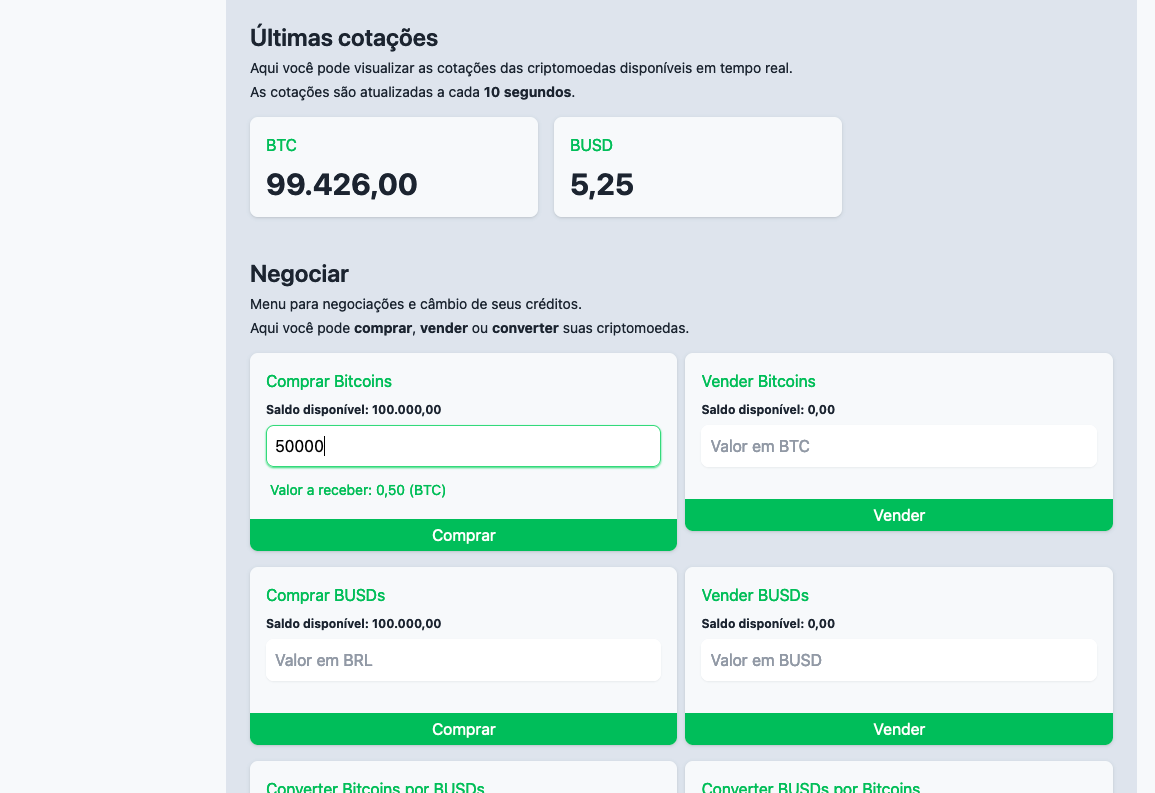 Últimas cotações
Aqui você pode visualizar as cotações das criptomoedas disponíveis em tempo real.
As cotações são atualizadas a cada 10 segundos.
BTC
99.426,00
BUSD
5,25
Negociar
Menu para negociações e câmbio de seus créditos.
Aqui você pode comprar, vender ou converter suas criptomoedas.
Comprar Bitcoins
Saldo disponível: 100.000,00
50000
Valor a receber: 0,50 (BTC)
Comprar
Vender Bitcoins
Saldo disponível: 0,00
Valor em BTC
Vender
Comprar BUSDs
Saldo disponível: 100.000,00
Valor em BRL
Comprar
Vender BUSDs
Saldo disponível: 0,00
Valor em BUSD
Vender
Converter Bitcoins por BUSDs
Converter BUSDs por Bitcoins